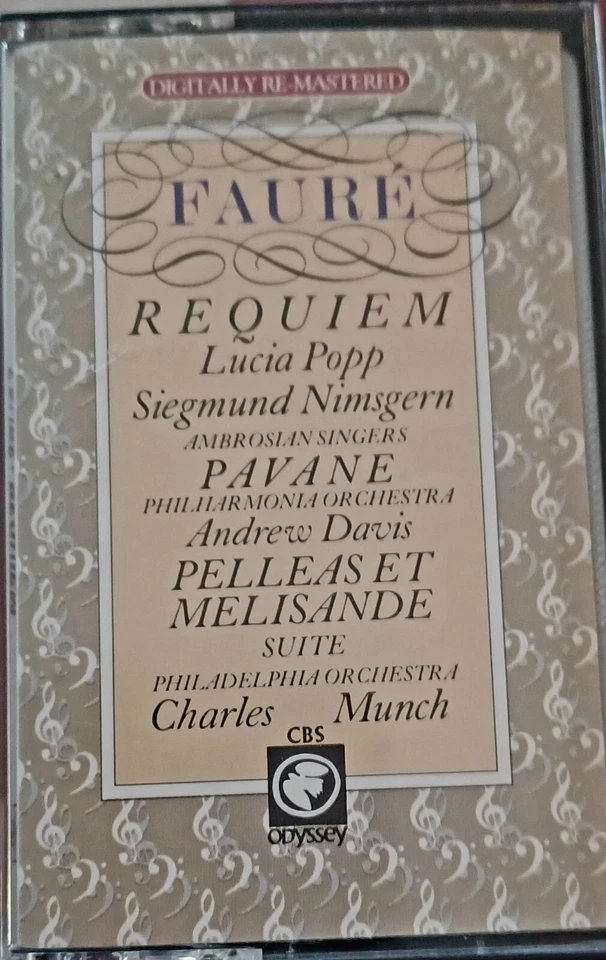 DIGITALLY RE-MASTERED
FAURÉ
REQUIEM
Lucia Popp
Siegmund Nimsgern
AMBROSIAN SINGERS
PAVANE
PHILHARMONIA ORCHESTRA
Andrew Davis
PELLEAS ET
MELISANDE
SUITE
PHILADELPHIA ORCHESTRA
Charles Munch
CBS
ODYSSEY